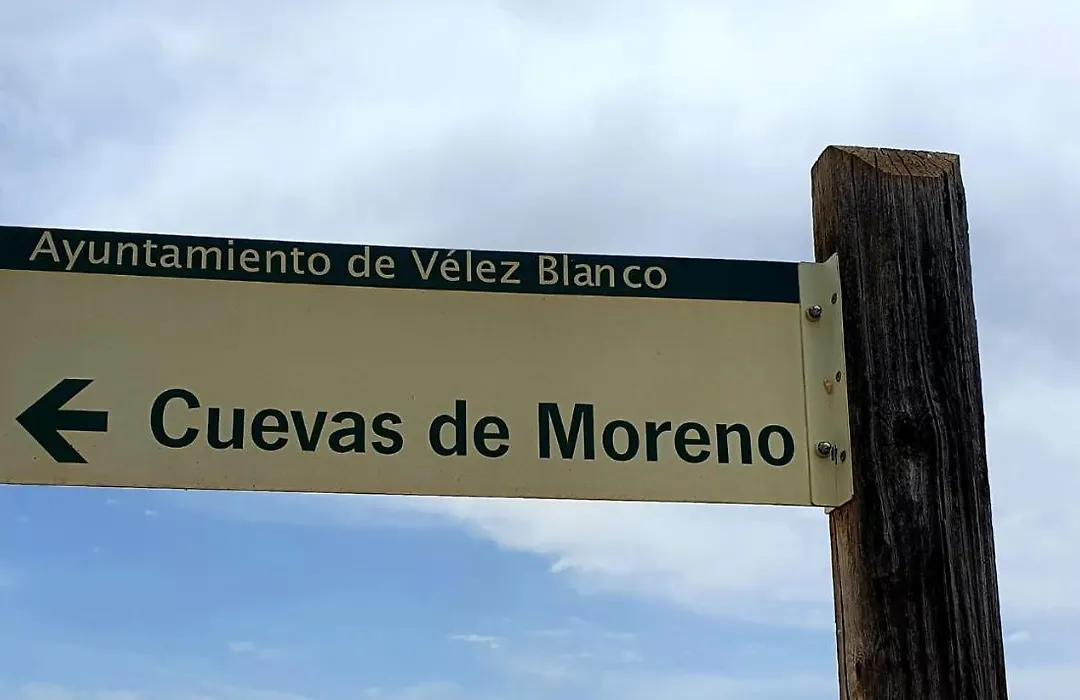 Ayuntamiento de Vélez Blanco
Cuevas de Moreno